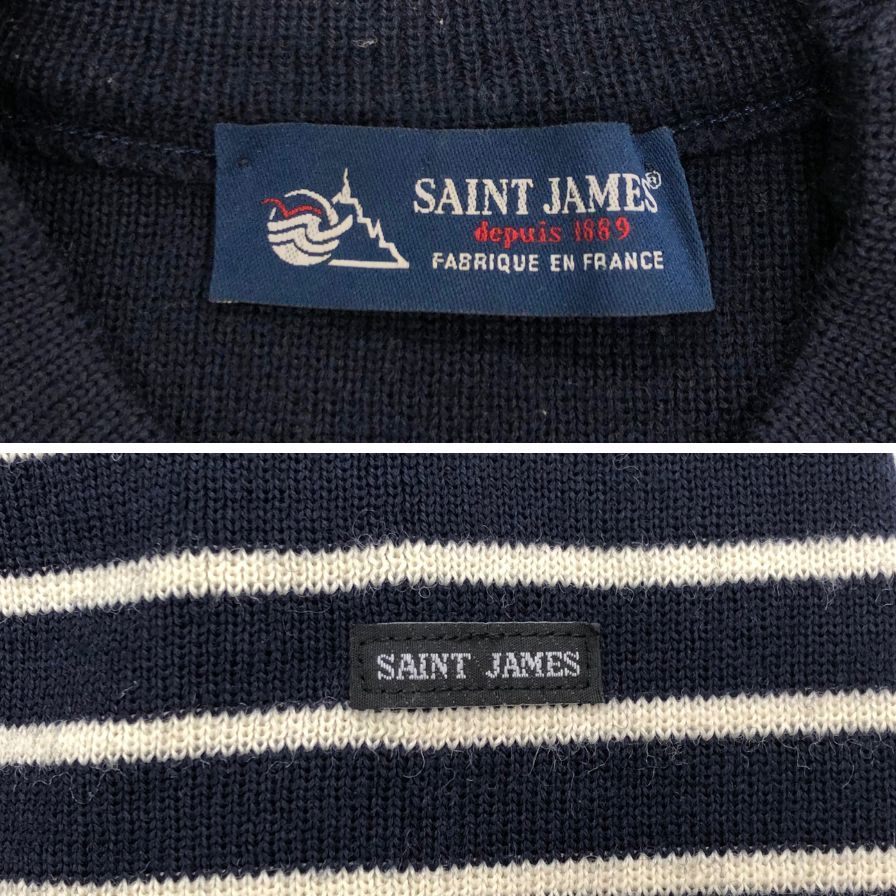 SAINT JAMES®
depuis 1889
FABRIQUE EN FRANCE
SAINT JAMES